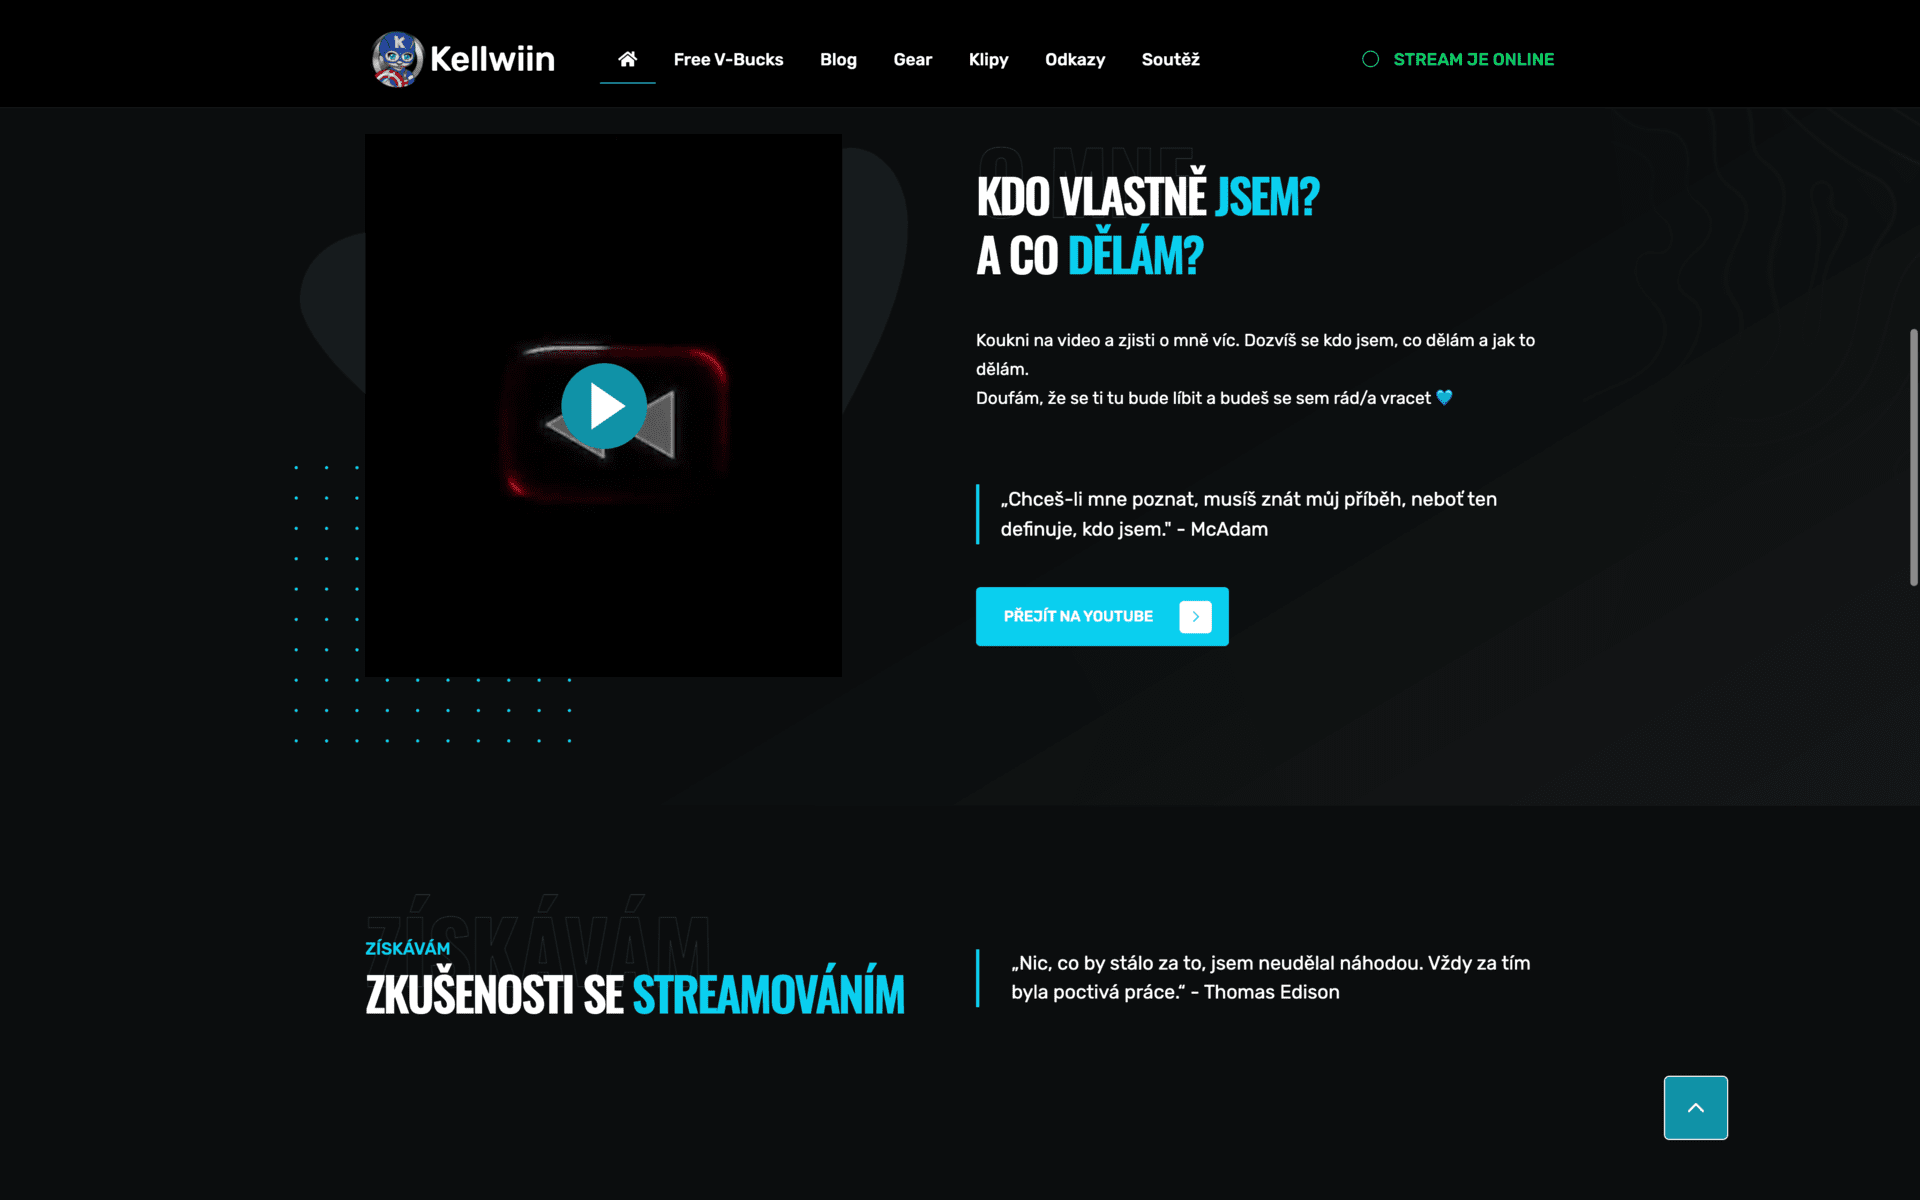 Kellwiin
Free V-Bucks
Blog
Gear
Klipy
Odkazy
Soutěž
STREAM JE ONLINE
O MNE
KDO VLASTNĚ JSEM?
A CO DĚLÁM?
Koukni na video a zjisti o mně víc. Dozvíš se kdo jsem, co dělám a jak to
dělám.
Doufám, že se ti tu bude líbit a budeš se sem rád/a vracet 🩵
„Chceš-li mne poznat, musíš znát můj příběh, neboť ten
definuje, kdo jsem." - McAdam
PŘEJÍT NA YOUTUBE
ZÍSKÁVÁM
ZÍSKÁVÁM
ZKUŠENOSTI SE STREAMOVÁNÍM
„Nic, co by stálo za to, jsem neudělal náhodou. Vždy za tím
byla poctivá práce.“ - Thomas Edison